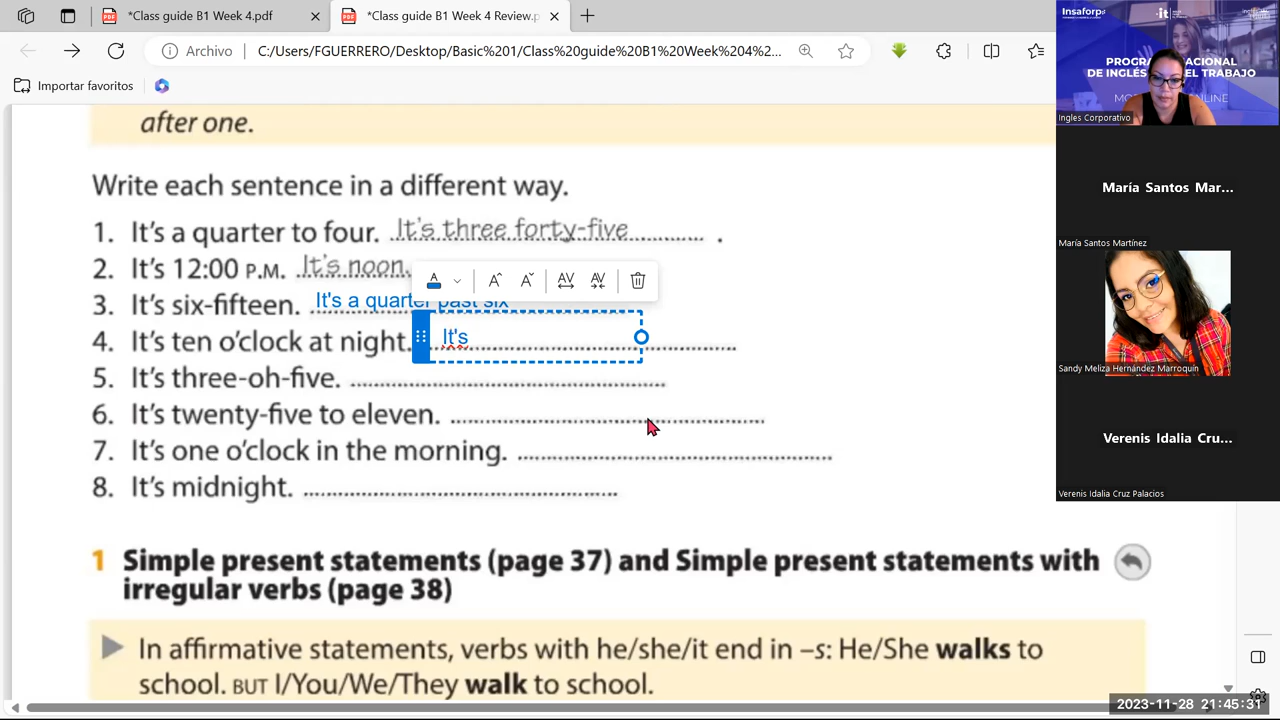 *Class guide B1 Week 4.pdf
*Class guide B1 Week 4 Review.p
Archivo
C:/Users/FGUERRERO/Desktop/Basic%201/Class%20guide%20B1%20Week%204%2...
Importar favoritos
after one.
Write each sentence in a different way.
1. It's a quarter to four. It's three forty-five .
2. It's 12:00 P.M. It's noon.
3. It's six-fifteen. It's a quarter past six
4. It's ten o'clock at night. It's
5. It's three-oh-five.
6. It's twenty-five to eleven.
7. It's one o'clock in the morning.
8. It's midnight.
1 Simple present statements (page 37) and Simple present statements with
irregular verbs (page 38)
In affirmative statements, verbs with he/she/it end in –s: He/She walks to
school. BUT I/You/We/They walk to school.
Insaforp
it
Ingles Corporativo
María Santos Mar...
María Santos Martínez
Sandy Meliza Hernández Marroquín
Verenis Idalia Cru...
Verenis Idalia Cruz Palacios
2023-11-28 21:45:31